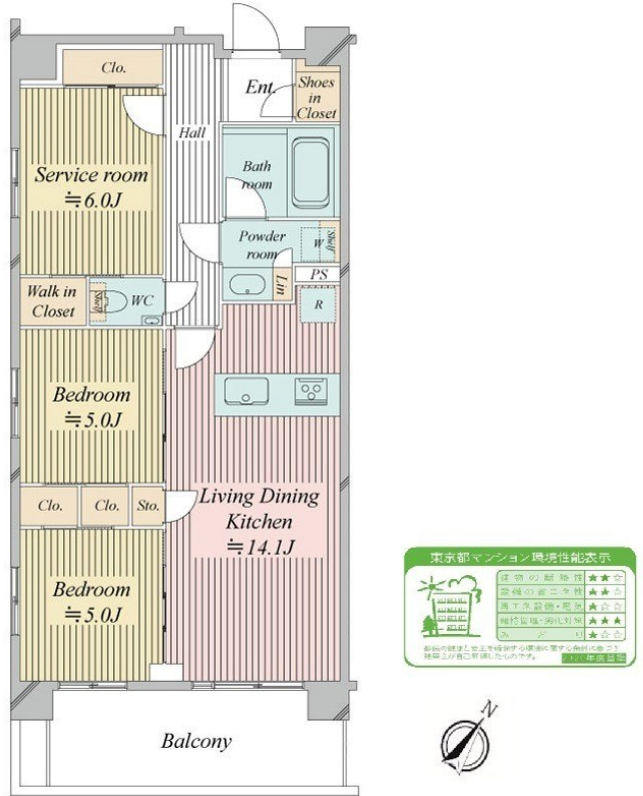 Clo.
Ent.
Shoes
in
Closet
Hall
Service room
≒6.0J
Bath
room
Powder
room
W
Shelf
Lin
PS
R
Walk in
Closet
Shelf
WC
Bedroom
≒5.0J
Clo.
Clo.
Sto.
Living Dining
Kitchen
≒14.1J
Bedroom
≒5.0J
Balcony
東京都マンション環境性能表示
建物の断熱性 ★★☆
設備の省エネ性 ★★☆
再エネ設備・電気 ★☆☆
維持管理・劣化対策 ★★★
みどり ★☆☆
N